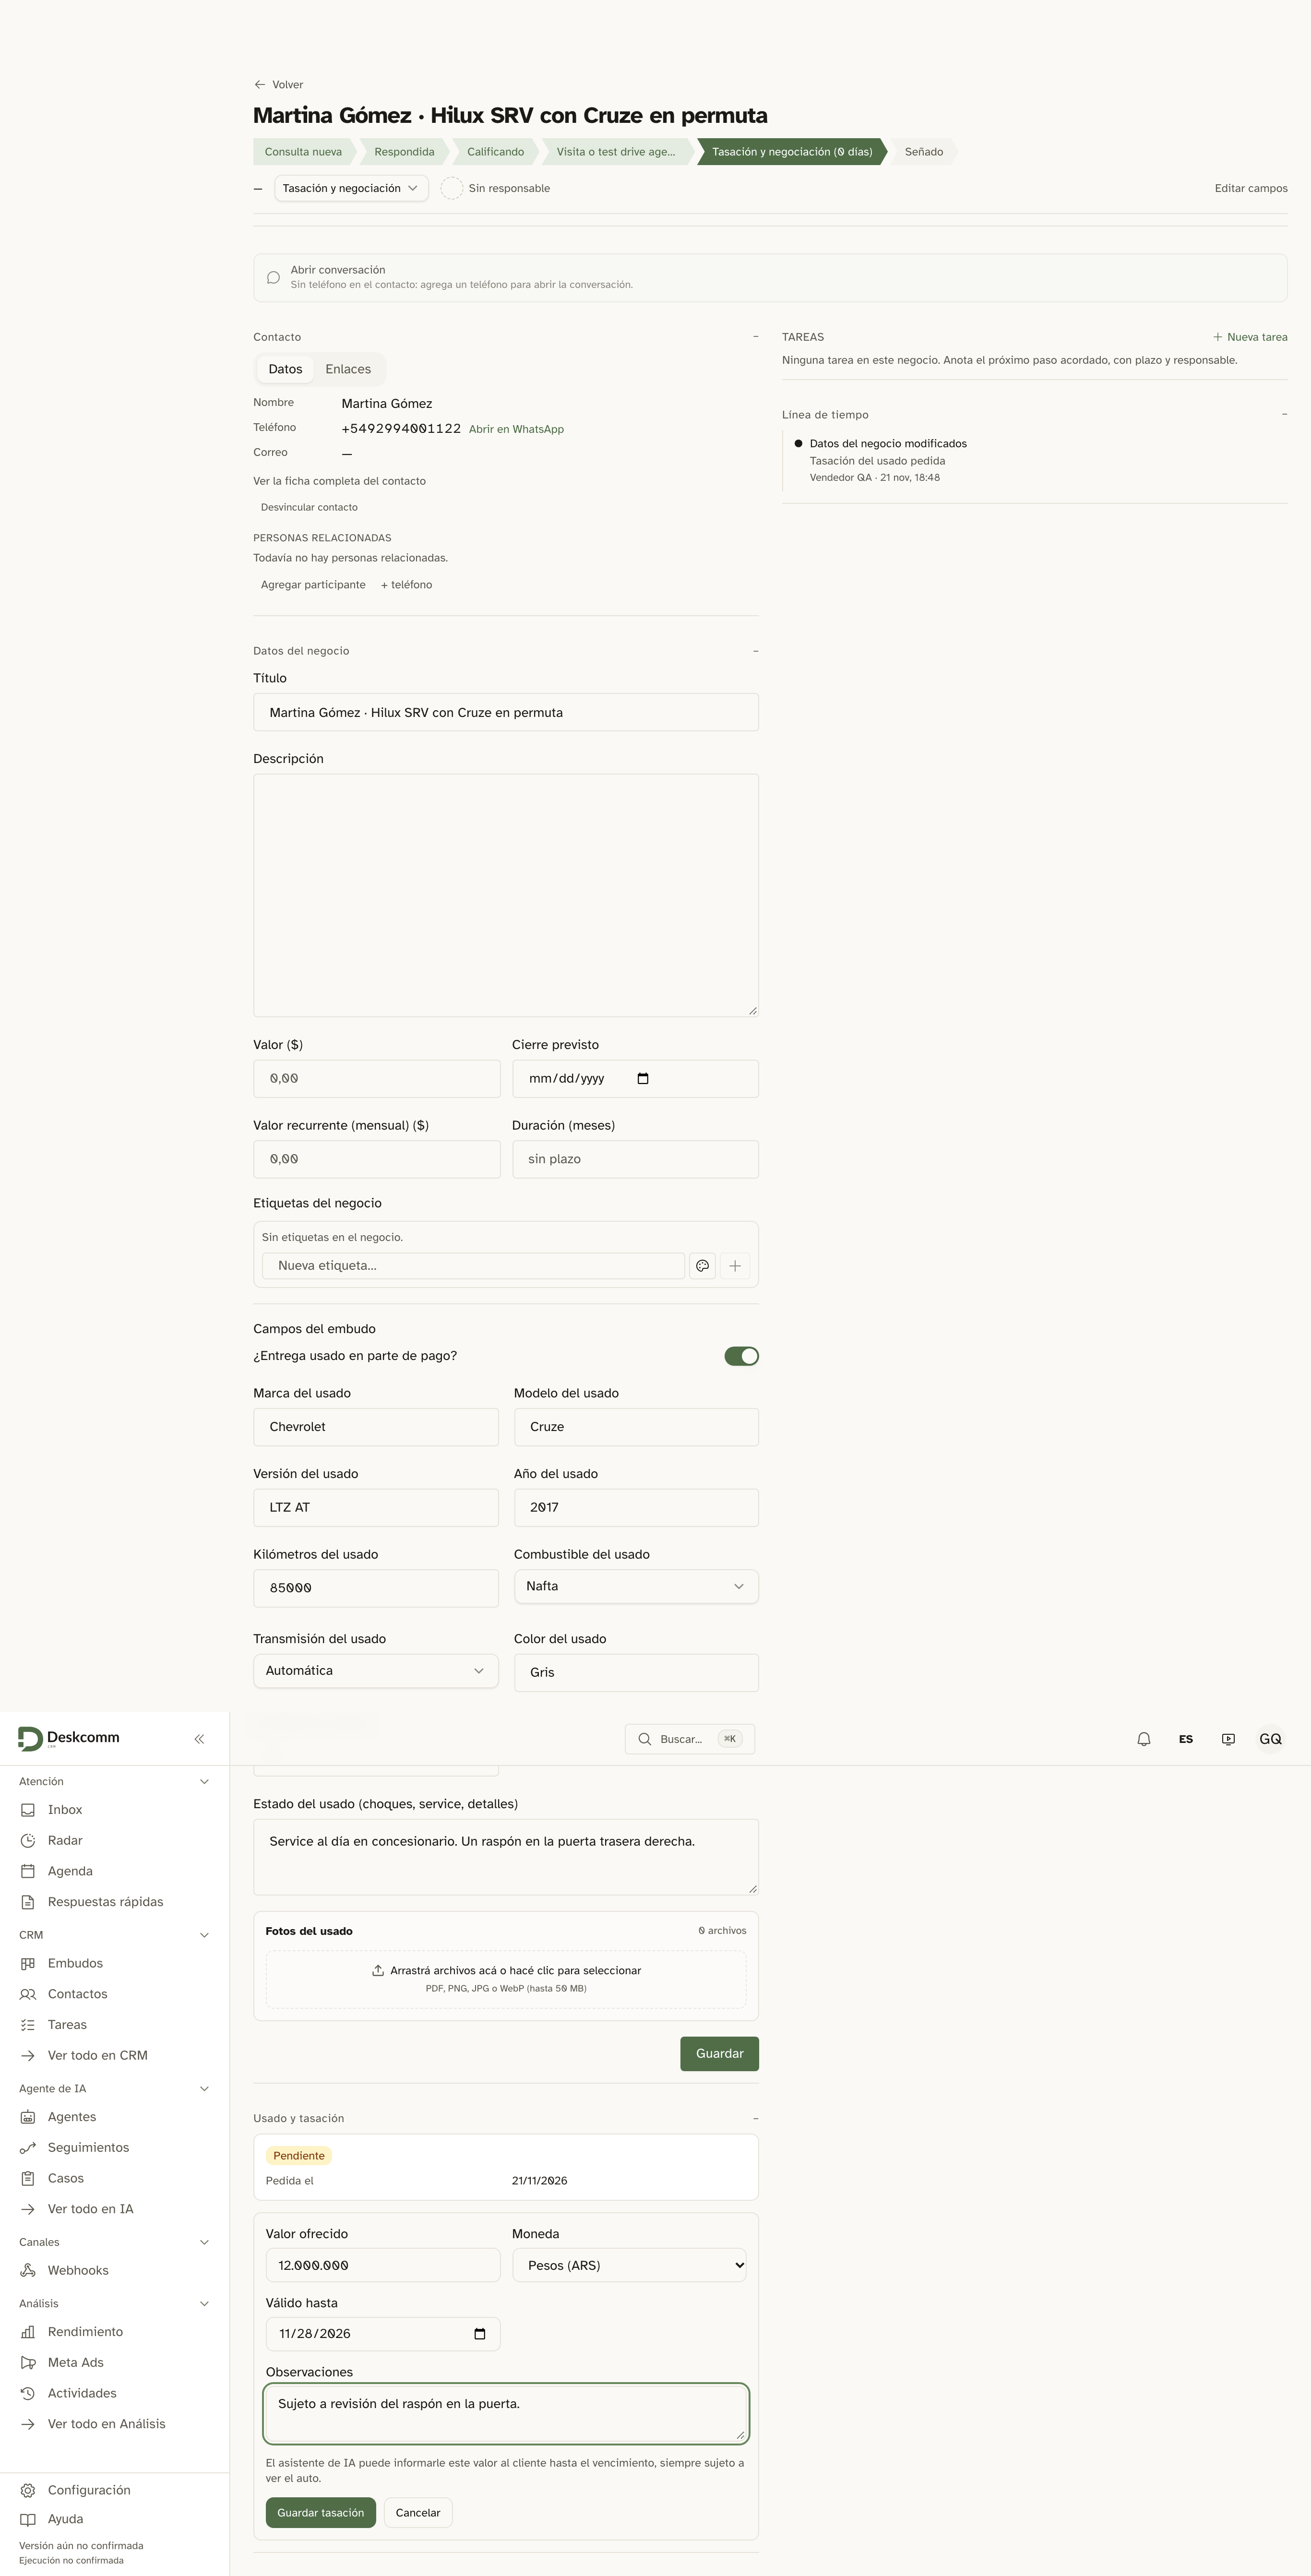 Volver
Martina Gómez · Hilux SRV con Cruze en permuta
Consulta nueva
Respondida
Calificando
Visita o test drive age...
Tasación y negociación (0 días)
Señado
—
Tasación y negociación
Sin responsable
Editar campos
Abrir conversación
Sin teléfono en el contacto: agrega un teléfono para abrir la conversación.
Contacto
–
Datos
Enlaces
Nombre
Martina Gómez
Teléfono
+5492994001122 Abrir en WhatsApp
Correo
—
Ver la ficha completa del contacto
Desvincular contacto
PERSONAS RELACIONADAS
Todavía no hay personas relacionadas.
Agregar participante
+ teléfono
TAREAS
+ Nueva tarea
Ninguna tarea en este negocio. Anota el próximo paso acordado, con plazo y responsable.
Línea de tiempo
–
Datos del negocio modificados
Tasación del usado pedida
Vendedor QA · 21 nov, 18:48
Datos del negocio
–
Título
Martina Gómez · Hilux SRV con Cruze en permuta
Descripción
Valor ($)
Cierre previsto
0,00
mm/dd/yyyy
Valor recurrente (mensual) ($)
Duración (meses)
0,00
sin plazo
Etiquetas del negocio
Sin etiquetas en el negocio.
Nueva etiqueta...
Campos del embudo
¿Entrega usado en parte de pago?
Marca del usado
Modelo del usado
Chevrolet
Cruze
Versión del usado
Año del usado
LTZ AT
2017
Kilómetros del usado
Combustible del usado
85000
Nafta
Transmisión del usado
Color del usado
Automática
Gris
Deskcomm
Buscar...
⌘K
ES
GQ
Atención
Inbox
Radar
Agenda
Respuestas rápidas
CRM
Embudos
Contactos
Tareas
Ver todo en CRM
Agente de IA
Agentes
Seguimientos
Casos
Ver todo en IA
Canales
Webhooks
Análisis
Rendimiento
Meta Ads
Actividades
Ver todo en Análisis
Configuración
Ayuda
Versión aún no confirmada
Ejecución no confirmada
Estado del usado (choques, service, detalles)
Service al día en concesionario. Un raspón en la puerta trasera derecha.
Fotos del usado
0 archivos
Arrastrá archivos acá o hacé clic para seleccionar
PDF, PNG, JPG o WebP (hasta 50 MB)
Guardar
Usado y tasación
–
Pendiente
Pedida el
21/11/2026
Valor ofrecido
Moneda
12.000.000
Pesos (ARS)
Válido hasta
11/28/2026
Observaciones
Sujeto a revisión del raspón en la puerta.
El asistente de IA puede informarle este valor al cliente hasta el vencimiento, siempre sujeto a
ver el auto.
Guardar tasación
Cancelar